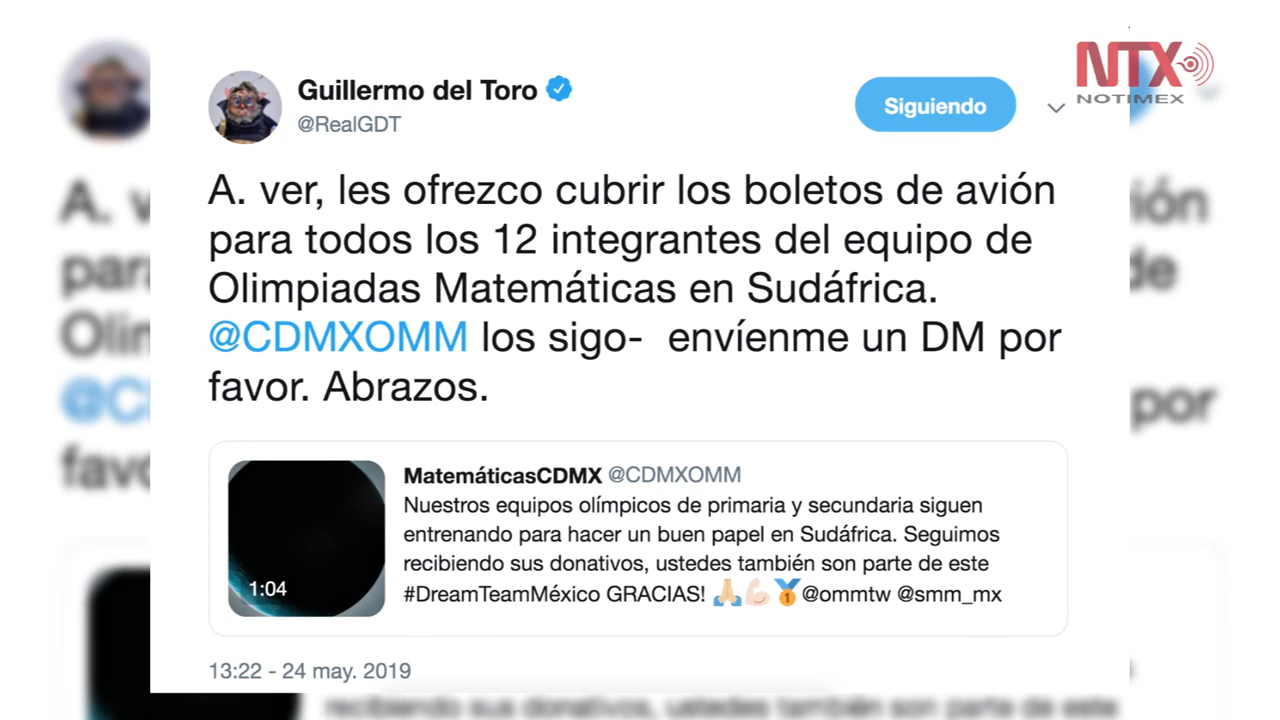 NTX
NOTIMEX
Guillermo del Toro
@RealGDT
Siguiendo
A. ver, les ofrezco cubrir los boletos de avión
para todos los 12 integrantes del equipo de
Olimpiadas Matemáticas en Sudáfrica.
@CDMXOMM los sigo-  envíenme un DM por
favor. Abrazos.
MatemáticasCDMX @CDMXOMM
Nuestros equipos olímpicos de primaria y secundaria siguen
entrenando para hacer un buen papel en Sudáfrica. Seguimos
recibiendo sus donativos, ustedes también son parte de este
#DreamTeamMéxico GRACIAS! 🙏🏼💪🏻🥇@ommtw @smm_mx
1:04
13:22 - 24 may. 2019